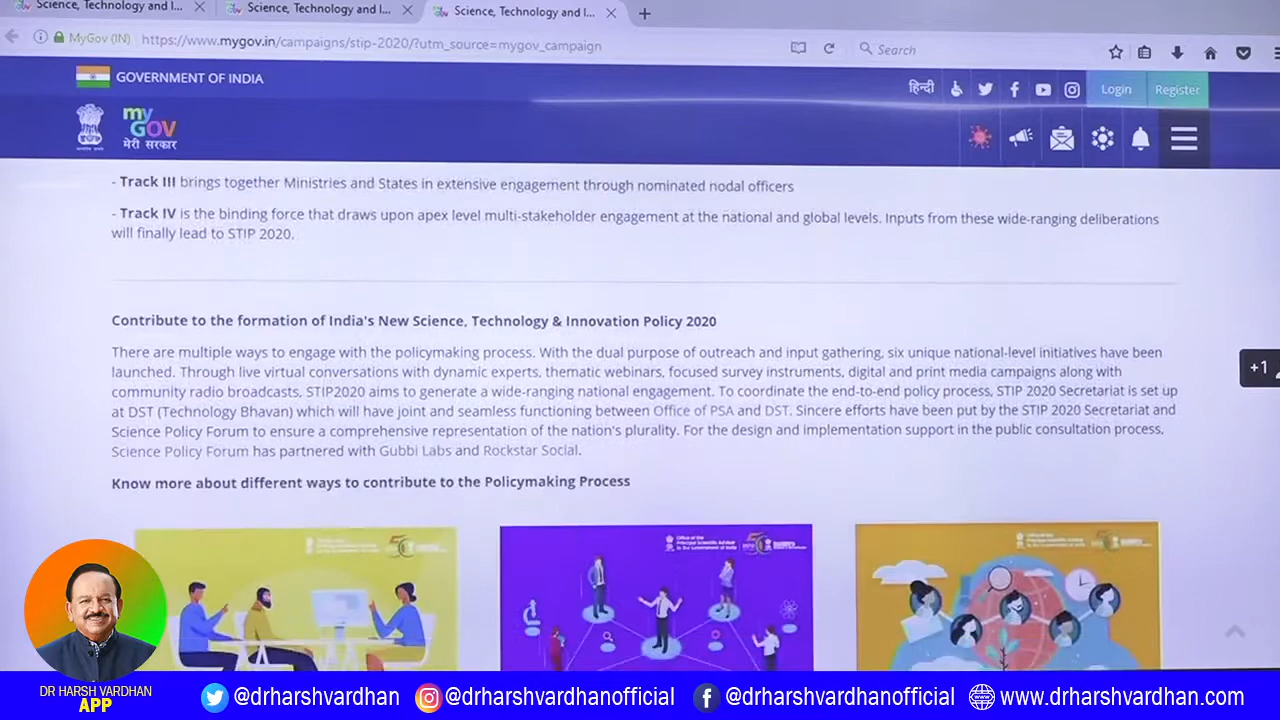 Science, Technology and I...
Science, Technology and I...
Science, Technology and I...
MyGov (IN)
https://www.mygov.in/campaigns/stip-2020/?utm_source=mygov_campaign
Search
GOVERNMENT OF INDIA
हिन्दी
Login
Register
my
GOV
मेरी सरकार
- Track III brings together Ministries and States in extensive engagement through nominated nodal officers
- Track IV is the binding force that draws upon apex level multi-stakeholder engagement at the national and global levels. Inputs from these wide-ranging deliberations
will finally lead to STIP 2020.
Contribute to the formation of India's New Science, Technology & Innovation Policy 2020
There are multiple ways to engage with the policymaking process. With the dual purpose of outreach and input gathering, six unique national-level initiatives have been
launched. Through live virtual conversations with dynamic experts, thematic webinars, focused survey instruments, digital and print media campaigns along with
community radio broadcasts, STIP2020 aims to generate a wide-ranging national engagement. To coordinate the end-to-end policy process, STIP 2020 Secretariat is set up
at DST (Technology Bhavan) which will have joint and seamless functioning between Office of PSA and DST. Sincere efforts have been put by the STIP 2020 Secretariat and
Science Policy Forum to ensure a comprehensive representation of the nation's plurality. For the design and implementation support in the public consultation process,
Science Policy Forum has partnered with Gubbi Labs and Rockstar Social.
+1
Know more about different ways to contribute to the Policymaking Process
Office of the
Principal Scientific Adviser
to the Government of India
DR HARSH VARDHAN
APP
@drharshvardhan
@drharshvardhanofficial
@drharshvardhanofficial
www.drharshvardhan.com